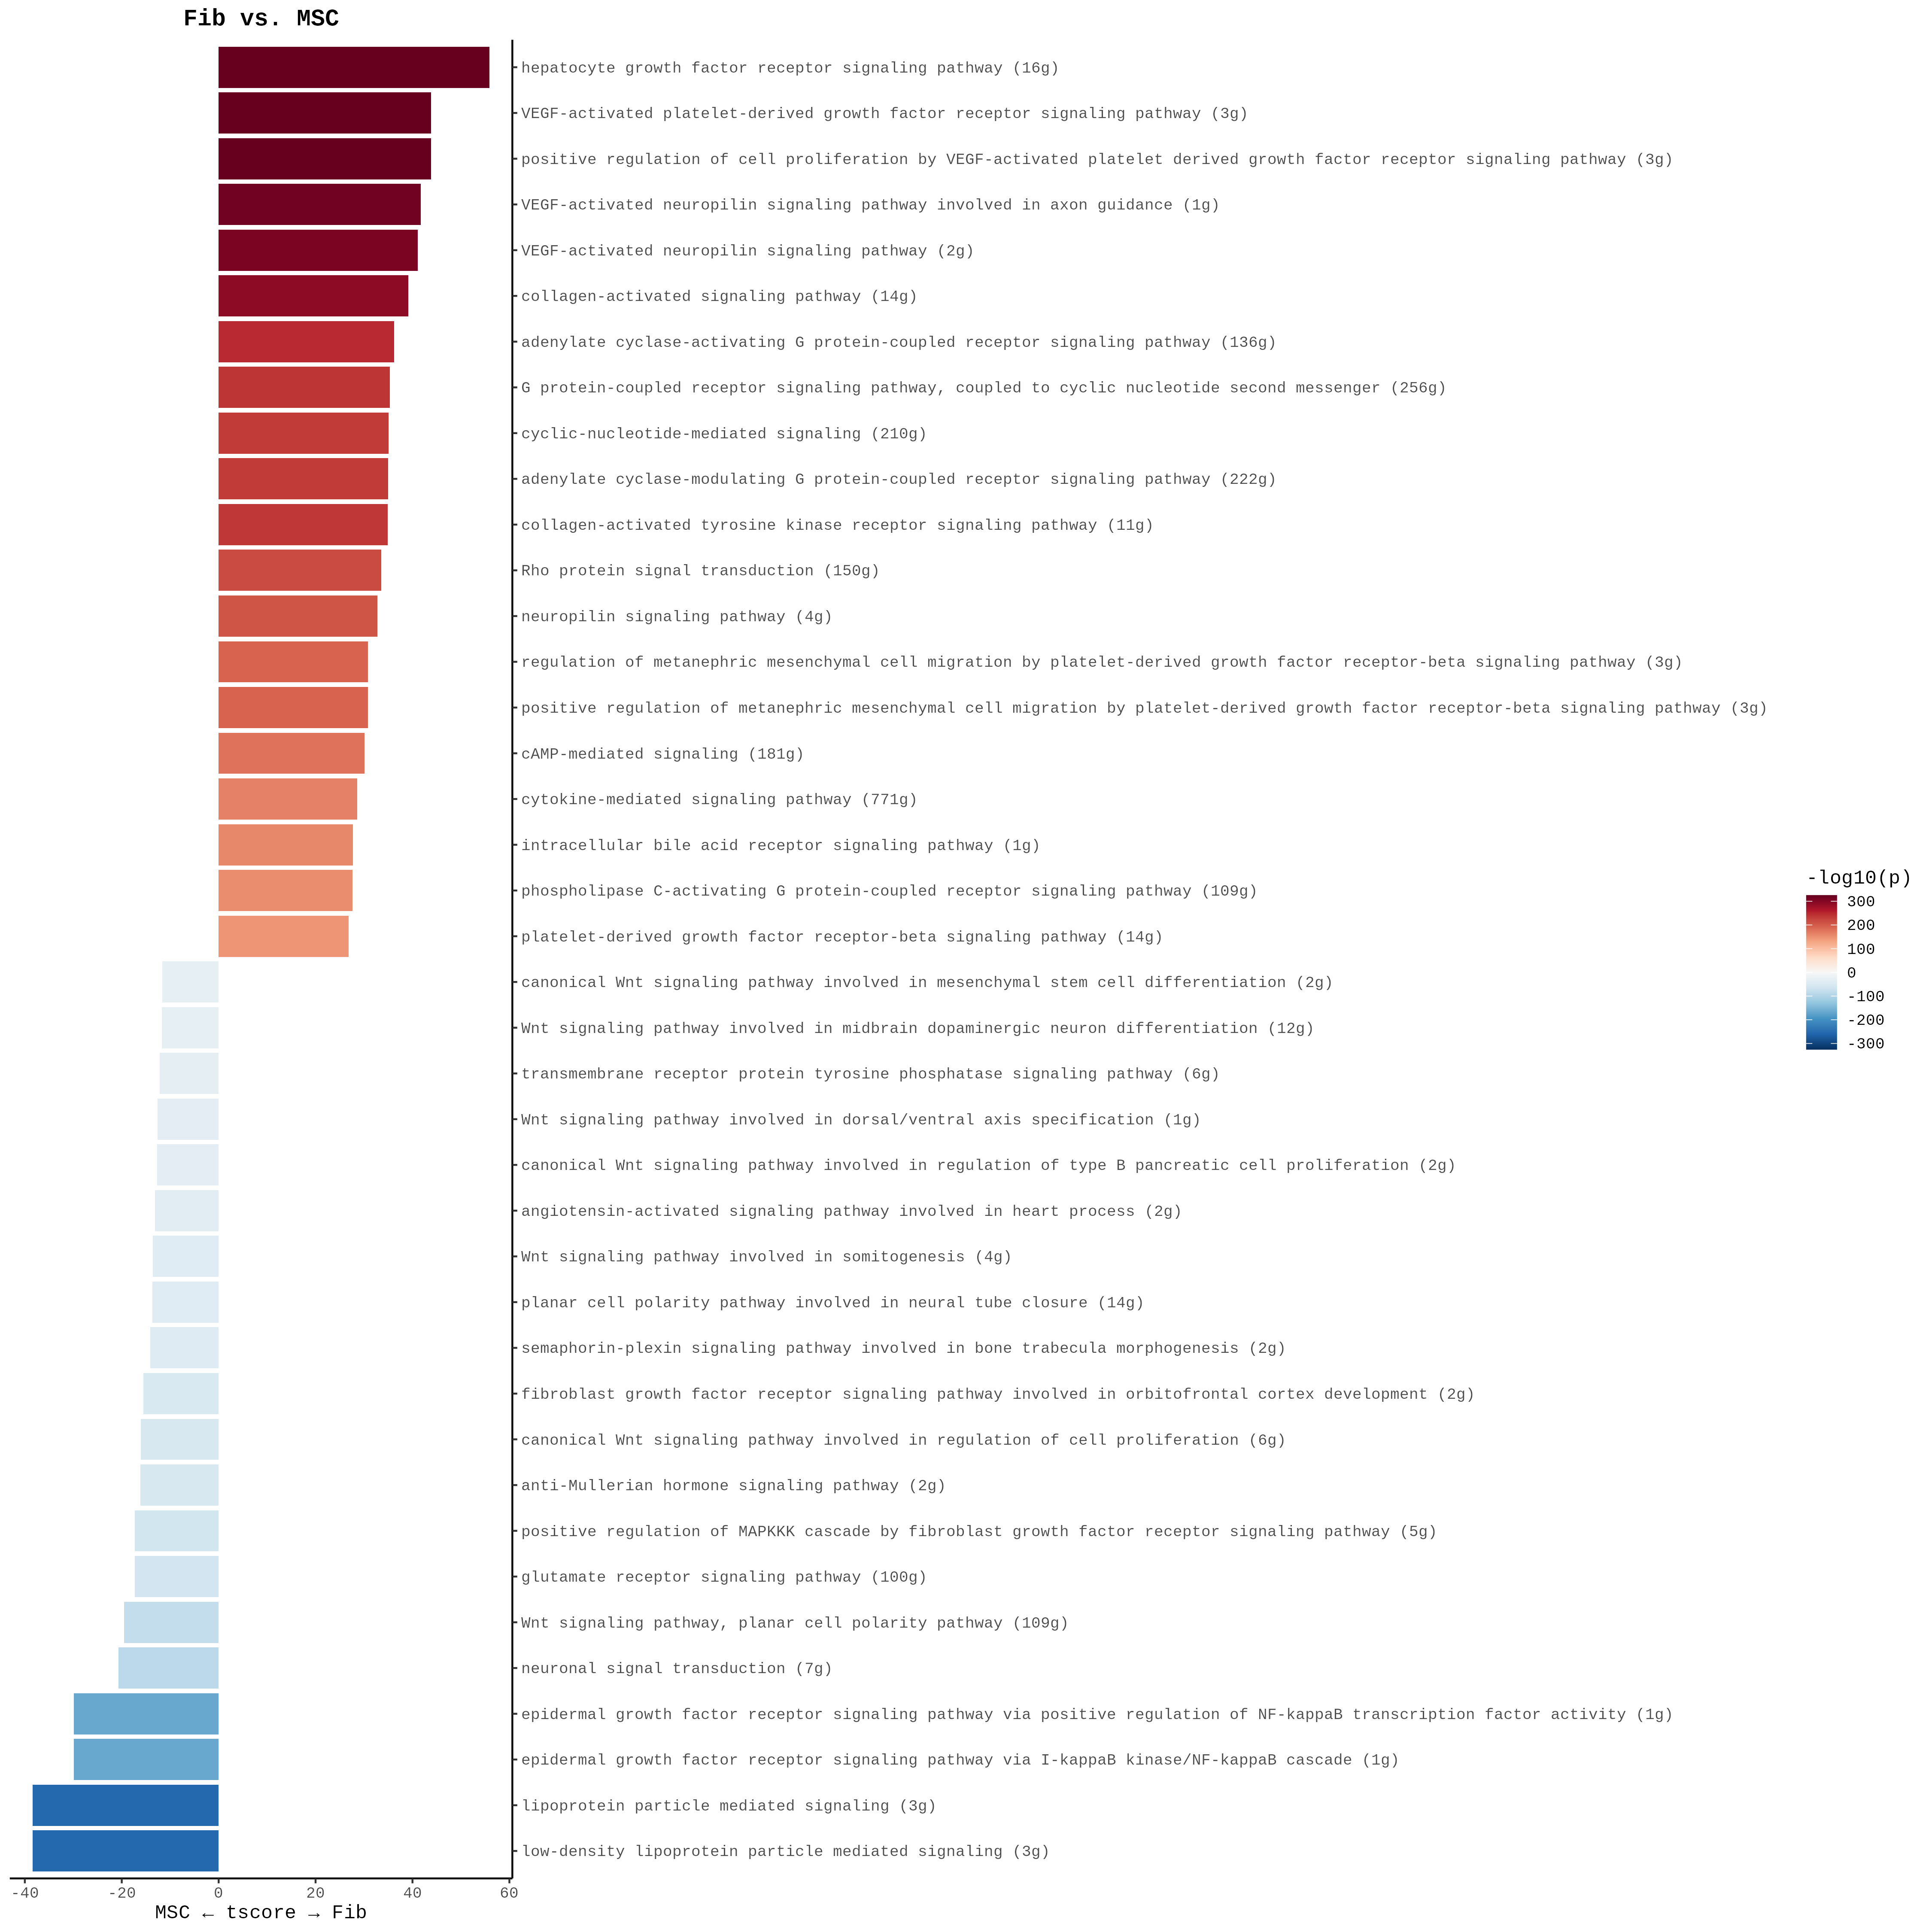 Fib vs. MSC
hepatocyte growth factor receptor signaling pathway (16g)
VEGF-activated platelet-derived growth factor receptor signaling pathway (3g)
positive regulation of cell proliferation by VEGF-activated platelet derived growth factor receptor signaling pathway (3g)
VEGF-activated neuropilin signaling pathway involved in axon guidance (1g)
VEGF-activated neuropilin signaling pathway (2g)
collagen-activated signaling pathway (14g)
adenylate cyclase-activating G protein-coupled receptor signaling pathway (136g)
G protein-coupled receptor signaling pathway, coupled to cyclic nucleotide second messenger (256g)
cyclic-nucleotide-mediated signaling (210g)
adenylate cyclase-modulating G protein-coupled receptor signaling pathway (222g)
collagen-activated tyrosine kinase receptor signaling pathway (11g)
Rho protein signal transduction (150g)
neuropilin signaling pathway (4g)
regulation of metanephric mesenchymal cell migration by platelet-derived growth factor receptor-beta signaling pathway (3g)
positive regulation of metanephric mesenchymal cell migration by platelet-derived growth factor receptor-beta signaling pathway (3g)
cAMP-mediated signaling (181g)
cytokine-mediated signaling pathway (771g)
intracellular bile acid receptor signaling pathway (1g)
phospholipase C-activating G protein-coupled receptor signaling pathway (109g)
platelet-derived growth factor receptor-beta signaling pathway (14g)
canonical Wnt signaling pathway involved in mesenchymal stem cell differentiation (2g)
Wnt signaling pathway involved in midbrain dopaminergic neuron differentiation (12g)
transmembrane receptor protein tyrosine phosphatase signaling pathway (6g)
Wnt signaling pathway involved in dorsal/ventral axis specification (1g)
canonical Wnt signaling pathway involved in regulation of type B pancreatic cell proliferation (2g)
angiotensin-activated signaling pathway involved in heart process (2g)
Wnt signaling pathway involved in somitogenesis (4g)
planar cell polarity pathway involved in neural tube closure (14g)
semaphorin-plexin signaling pathway involved in bone trabecula morphogenesis (2g)
fibroblast growth factor receptor signaling pathway involved in orbitofrontal cortex development (2g)
canonical Wnt signaling pathway involved in regulation of cell proliferation (6g)
anti-Mullerian hormone signaling pathway (2g)
positive regulation of MAPKKK cascade by fibroblast growth factor receptor signaling pathway (5g)
glutamate receptor signaling pathway (100g)
Wnt signaling pathway, planar cell polarity pathway (109g)
neuronal signal transduction (7g)
epidermal growth factor receptor signaling pathway via positive regulation of NF-kappaB transcription factor activity (1g)
epidermal growth factor receptor signaling pathway via I-kappaB kinase/NF-kappaB cascade (1g)
lipoprotein particle mediated signaling (3g)
low-density lipoprotein particle mediated signaling (3g)
-40 -20 0 20 40 60
MSC ← tscore → Fib
-log10(p)
300
200
100
0
-100
-200
-300